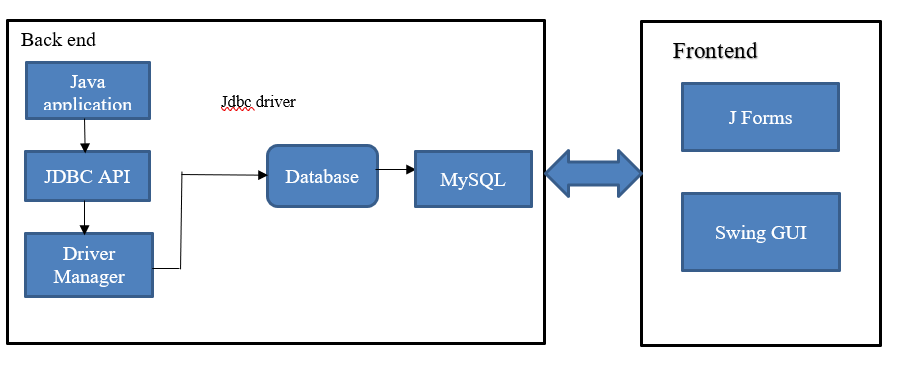 Back end
Java
application
Jdbc driver
JDBC API
Database
MySQL
Driver
Manager
Frontend
J Forms
Swing GUI